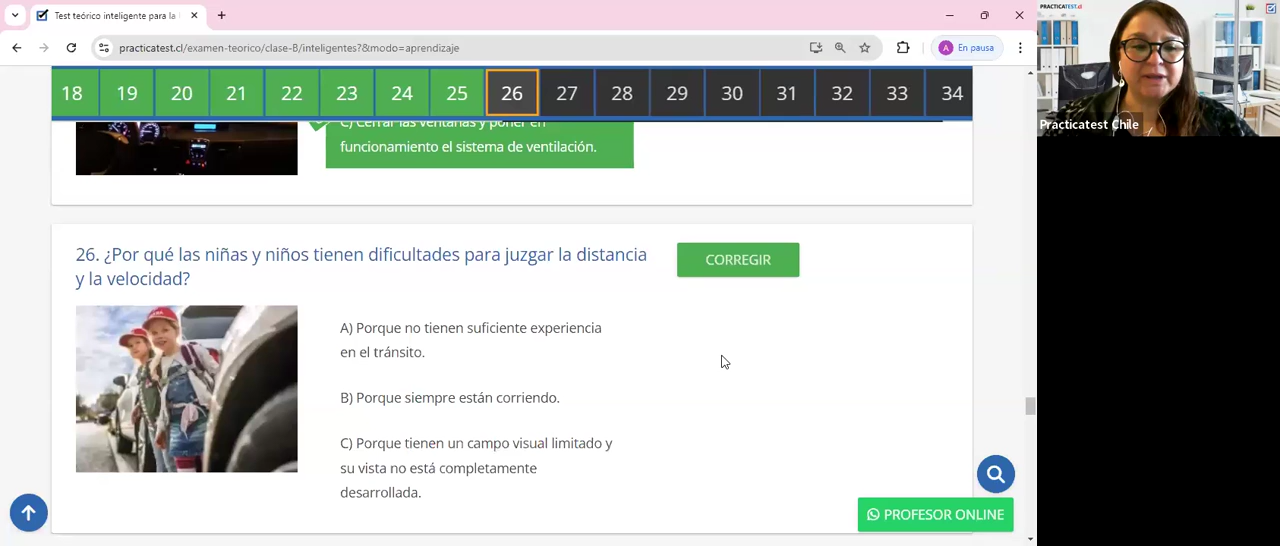 Test teórico inteligente para la
practicatest.cl/examen-teorico/clase-B/inteligentes?&modo=aprendizaje
A
En pausa
PRACTICATEST.cl
18 19 20 21 22 23 24 25 26 27 28 29 30 31 32 33 34
Practicatest Chile
C) Cerrar las ventanas y poner en
funcionamiento el sistema de ventilación.
26. ¿Por qué las niñas y niños tienen dificultades para juzgar la distancia
y la velocidad?
CORREGIR
A) Porque no tienen suficiente experiencia
en el tránsito.
B) Porque siempre están corriendo.
C) Porque tienen un campo visual limitado y
su vista no está completamente
desarrollada.
PROFESOR ONLINE